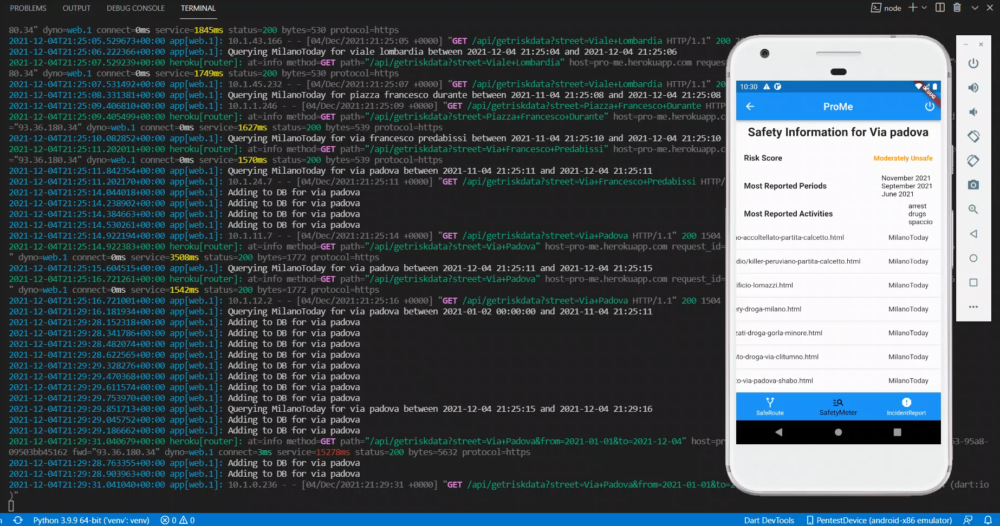 PROBLEMS OUTPUT DEBUG CONSOLE TERMINAL
node
80.34" dyno=web.1 connect=0ms service=1845ms status=200 bytes=530 protocol=https
2021-12-04T21:25:05.529673+00:00 app[web.1]: 10.1.43.166 - - [04/Dec/2021:21:25:05 +0000] "GET /api/getriskdata?street=Viale+Lombardia HTTP/1.1" 200
2021-12-04T21:25:06.222366+00:00 app[web.1]: Querying MilanoToday for viale lombardia between 2021-12-04 21:25:04 and 2021-12-04 21:25:06
2021-12-04T21:25:07.529239+00:00 heroku[router]: at=info method=GET path="/api/getriskdata?street=Viale+Lombardia" host=pro-me.herokuapp.com reques
80.34" dyno=web.1 connect=0ms service=1749ms status=200 bytes=530 protocol=https
2021-12-04T21:25:07.531492+00:00 app[web.1]: 10.1.45.232 - - [04/Dec/2021:21:25:07 +0000] "GET /api/getriskdata?street=Viale+Lombardia HTTP/1.1" 20
2021-12-04T21:25:08.331381+00:00 app[web.1]: Querying MilanoToday for piazza francesco durante between 2021-11-04 21:25:08 and 2021-12-04 21:25:08
2021-12-04T21:25:09.406810+00:00 app[web.1]: 10.1.1.246 - - [04/Dec/2021:21:25:09 +0000] "GET /api/getriskdata?street=Piazza+Francesco+Durante HTTP
2021-12-04T21:25:09.405499+00:00 heroku[router]: at=info method=GET path="/api/getriskdata?street=Piazza+Francesco+Durante" host=pro-me.herokuapp.c
="93.36.180.34" dyno=web.1 connect=0ms service=1627ms status=200 bytes=539 protocol=https
2021-12-04T21:25:10.082852+00:00 app[web.1]: Querying MilanoToday for via francesco predabissi between 2021-11-04 21:25:10 and 2021-12-04 21:25:10
2021-12-04T21:25:11.202011+00:00 heroku[router]: at=info method=GET path="/api/getriskdata?street=Via+Francesco+Predabissi" host=pro-me.herokuapp.c
="93.36.180.34" dyno=web.1 connect=0ms service=1570ms status=200 bytes=539 protocol=https
2021-12-04T21:25:11.842354+00:00 app[web.1]: Querying MilanoToday for via padova between 2021-11-04 21:25:11 and 2021-12-04 21:25:11
2021-12-04T21:25:11.202170+00:00 app[web.1]: 10.1.24.7 - - [04/Dec/2021:21:25:11 +0000] "GET /api/getriskdata?street=Via+Francesco+Predabissi HTTP/
2021-12-04T21:25:14.044018+00:00 app[web.1]: Adding to DB for via padova
2021-12-04T21:25:14.238902+00:00 app[web.1]: Adding to DB for via padova
2021-12-04T21:25:14.384663+00:00 app[web.1]: Adding to DB for via padova
2021-12-04T21:25:14.530261+00:00 app[web.1]: Adding to DB for via padova
2021-12-04T21:25:14.922194+00:00 app[web.1]: 10.1.11.7 - - [04/Dec/2021:21:25:14 +0000] "GET /api/getriskdata?street=Via+Padova HTTP/1.1" 200 1504
2021-12-04T21:25:14.922383+00:00 heroku[router]: at=info method=GET path="/api/getriskdata?street=Via+Padova" host=pro-me.herokuapp.com request_id=
" dyno=web.1 connect=0ms service=3508ms status=200 bytes=1772 protocol=https
2021-12-04T21:25:15.604515+00:00 app[web.1]: Querying MilanoToday for via padova between 2021-12-04 21:25:11 and 2021-12-04 21:25:15
2021-12-04T21:25:16.721261+00:00 heroku[router]: at=info method=GET path="/api/getriskdata?street=Via+Padova" host=pro-me.herokuapp.com request_id=
" dyno=web.1 connect=0ms service=1542ms status=200 bytes=1772 protocol=https
2021-12-04T21:25:16.721001+00:00 app[web.1]: 10.1.12.2 - - [04/Dec/2021:21:25:16 +0000] "GET /api/getriskdata?street=Via+Padova HTTP/1.1" 200 1504
2021-12-04T21:29:16.181934+00:00 app[web.1]: Querying MilanoToday for via padova between 2021-01-02 00:00:00 and 2021-11-04 21:25:11
2021-12-04T21:29:28.152318+00:00 app[web.1]: Adding to DB for via padova
2021-12-04T21:29:28.341786+00:00 app[web.1]: Adding to DB for via padova
2021-12-04T21:29:28.482074+00:00 app[web.1]: Adding to DB for via padova
2021-12-04T21:29:28.622565+00:00 app[web.1]: Adding to DB for via padova
2021-12-04T21:29:29.328276+00:00 app[web.1]: Adding to DB for via padova
2021-12-04T21:29:29.470368+00:00 app[web.1]: Adding to DB for via padova
2021-12-04T21:29:29.611574+00:00 app[web.1]: Adding to DB for via padova
2021-12-04T21:29:29.753970+00:00 app[web.1]: Adding to DB for via padova
2021-12-04T21:29:29.851713+00:00 app[web.1]: Querying MilanoToday for via padova between 2021-12-04 21:25:15 and 2021-12-04 21:29:16
2021-12-04T21:29:29.045752+00:00 app[web.1]: Adding to DB for via padova
2021-12-04T21:29:29.186662+00:00 app[web.1]: Adding to DB for via padova
2021-12-04T21:29:31.040679+00:00 heroku[router]: at=info method=GET path="/api/getriskdata?street=Via+Padova&from=2021-01-01&to=2021-12-04" host=pr 3-95a8-
09503bb45162 fwd="93.36.180.34" dyno=web.1 connect=3ms service=15278ms status=200 bytes=5632 protocol=https
2021-12-04T21:29:28.763355+00:00 app[web.1]: Adding to DB for via padova
2021-12-04T21:29:28.903963+00:00 app[web.1]: Adding to DB for via padova
2021-12-04T21:29:31.041040+00:00 app[web.1]: 10.1.0.236 - - [04/Dec/2021:21:29:31 +0000] "GET /api/getriskdata?street=Via+Padova&from=2021-01-01&to=2 (dart:io
)"
10:30
DEBUG
ProMe
Safety Information for Via padova
Risk Score Moderately Unsafe
Most Reported Periods
November 2021
September 2021
June 2021
Most Reported Activities
arrest
drugs
spaccio
o-accoltellato-partita-calcetto.html MilanoToday
dio/killer-peruviano-partita-calcetto.html MilanoToday
ificio-lomazzi.html MilanoToday
ery-droga-milano.html MilanoToday
zati-droga-gorla-minore.html MilanoToday
to-droga-via-clitumno.html MilanoToday
o-via-padova-shabo.html MilanoToday
SafeRoute SafetyMeter IncidentReport
Python 3.9.9 64-bit ('venv': venv) 0 0 Dart DevTools PentestDevice (android-x86 emulator)